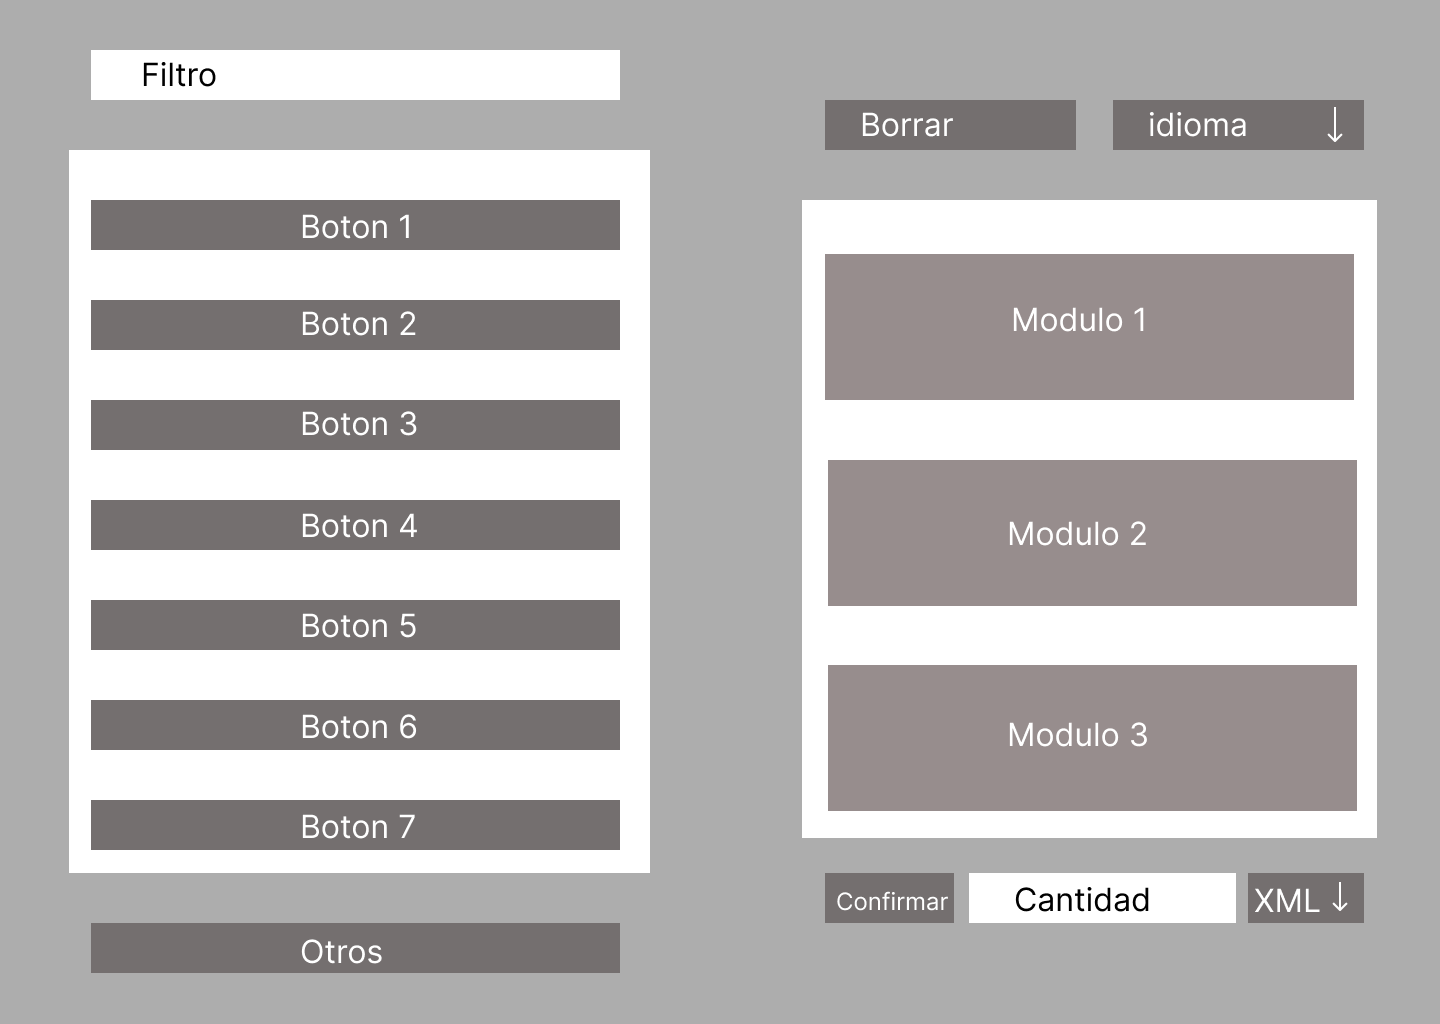 Filtro
Boton 1
Boton 2
Boton 3
Boton 4
Boton 5
Boton 6
Boton 7
Otros
Borrar
idioma
Modulo 1
Modulo 2
Modulo 3
Confirmar
Cantidad
XML